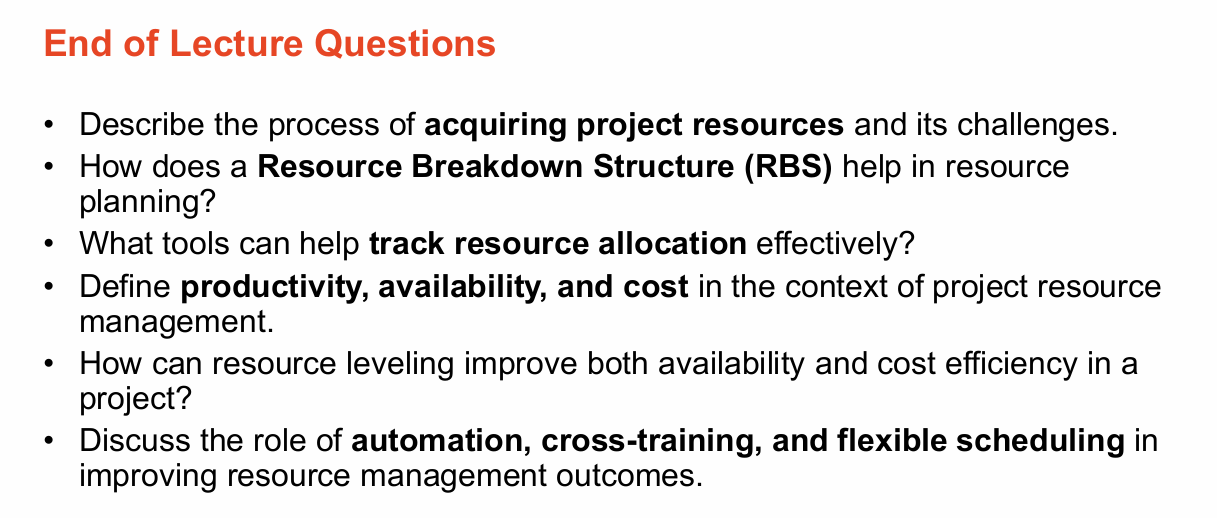 End of Lecture Questions
• Describe the process of acquiring project resources and its challenges.
• How does a Resource Breakdown Structure (RBS) help in resource
planning?
• What tools can help track resource allocation effectively?
• Define productivity, availability, and cost in the context of project resource
management.
• How can resource leveling improve both availability and cost efficiency in a
project?
• Discuss the role of automation, cross-training, and flexible scheduling in
improving resource management outcomes.